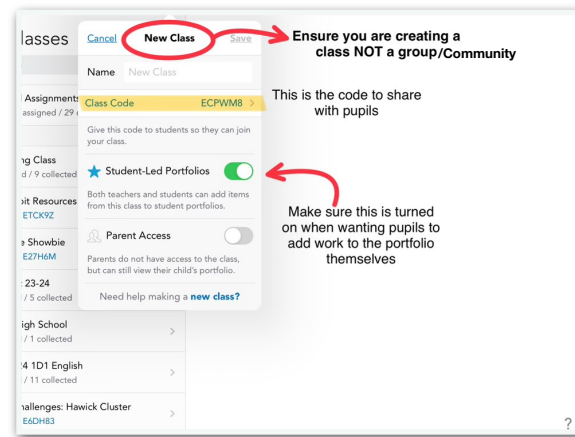 lasses
Cancel
New Class
Save
Name
New Class
Class Code
ECPWM8 >
Give this code to students so they can join
your class.
Student-Led Portfolios
Both teachers and students can add items
from this class to student portfolios.
Parent Access
Parents do not have access to the class,
but can still view their child's portfolio.
Need help making a new class?
Ensure you are creating a
class NOT a group/Community
This is the code to share
with pupils
Make sure this is turned
on when wanting pupils to
add work to the portfolio
themselves
Assignments
assigned / 29
ng Class
d / 9 collected
it Resources
ETCK9Z
e Showbie
E27H6M
23-24
/ 5 collected
igh School
/ 1 collected
4 1D1 English
/ 11 collected
hallenges: Hawick Cluster
E6DH83
?